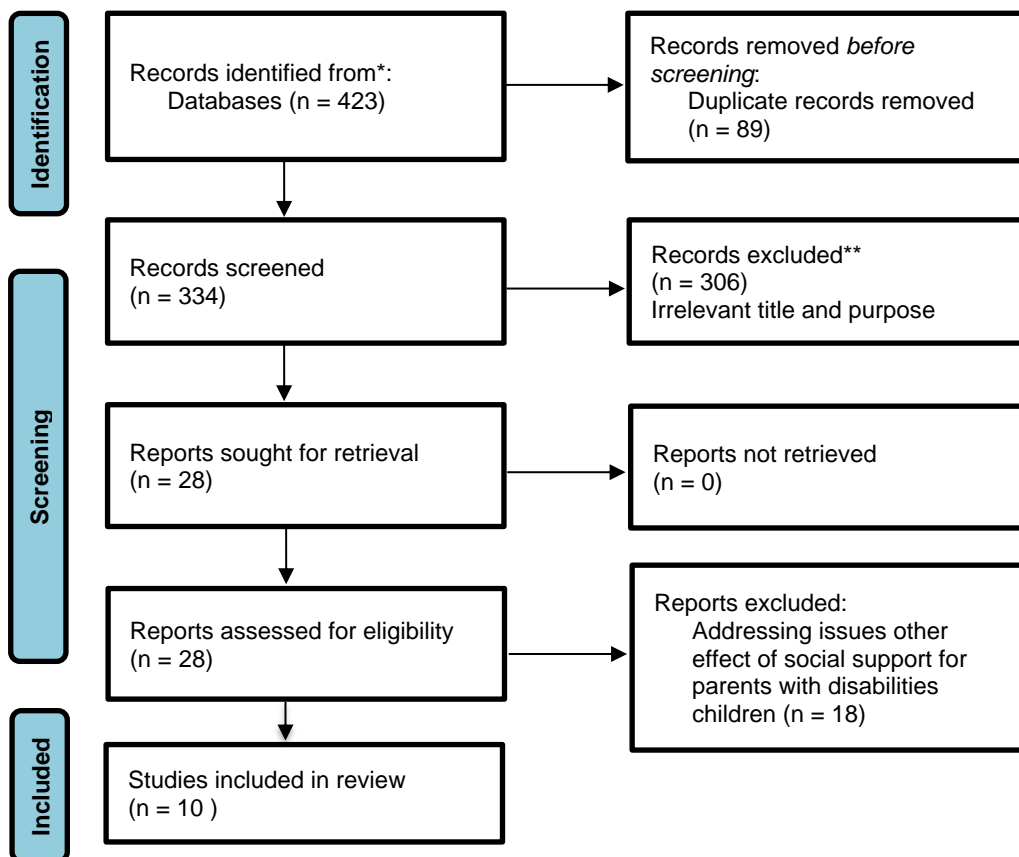 Identification
Records identified from*:
Databases (n = 423)
Records removed before
screening:
Duplicate records removed
(n = 89)
Screening
Records screened
(n = 334)
Records excluded**
(n = 306)
Irrelevant title and purpose
Reports sought for retrieval
(n = 28)
Reports not retrieved
(n = 0)
Reports assessed for eligibility
(n = 28)
Reports excluded:
Addressing issues other
effect of social support for
parents with disabilities
children (n = 18)
Included
Studies included in review
(n = 10 )